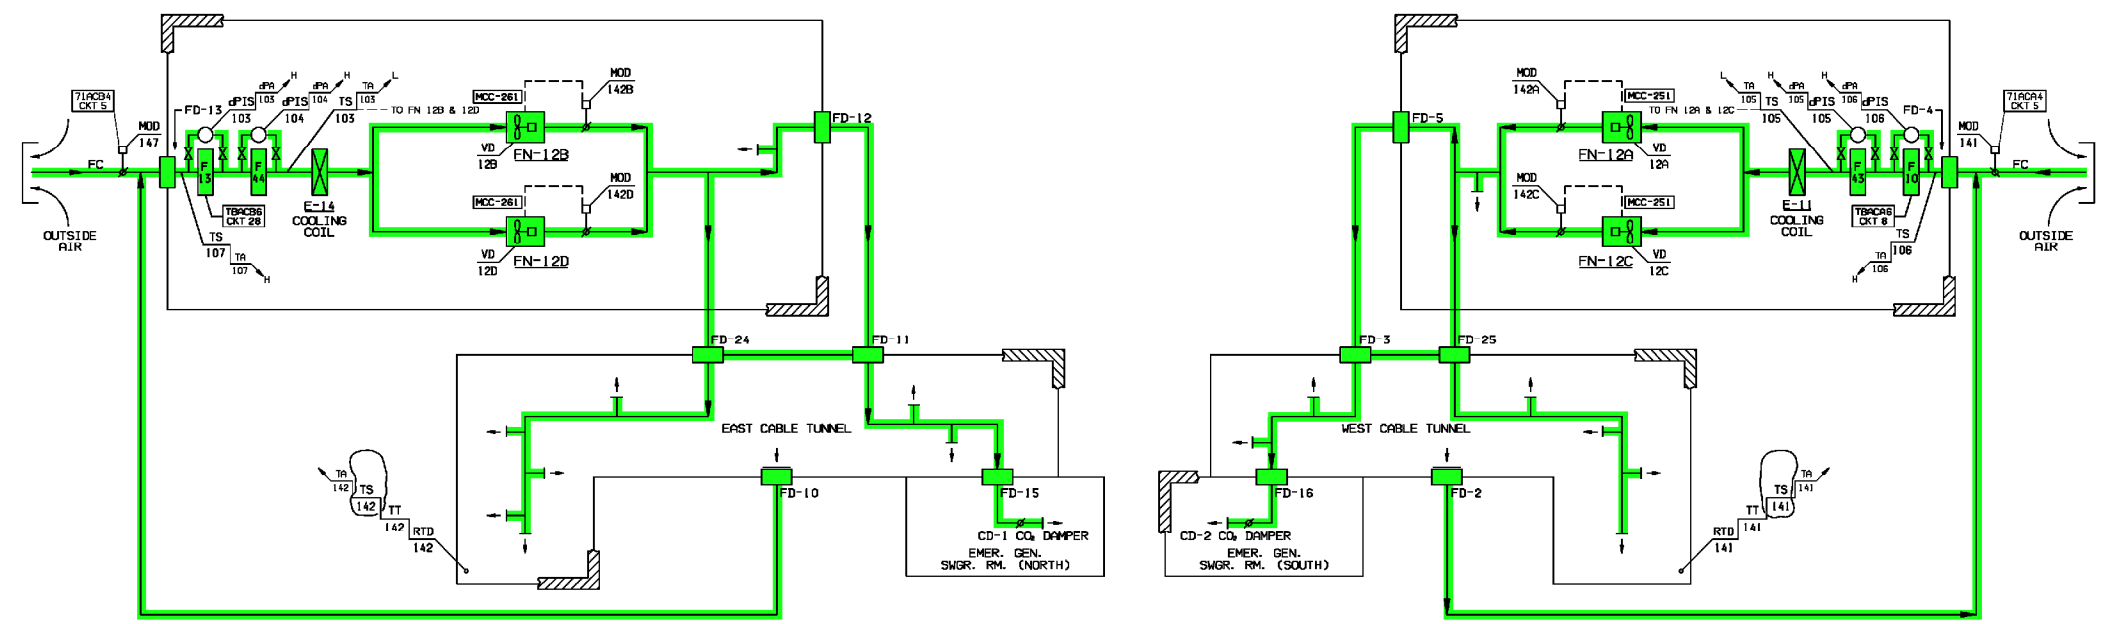 71ACB4
CKT 5
MOD
147
FC
OUTSIDE
AIR
FD-13
dPIS
103
dPA
103
H
dPIS
104
dPA
104
H
TS
103
TA
103
L
TO FN 12B & 12D
F
13
F
44
TBACB6
CKT 28
TS
107
TA
107
H
E-14
COOLING
COIL
MCC-261
MOD
142B
VD
12B
FN-12B
MCC-261
MOD
142D
VD
12D
FN-12D
FD-12
FD-24
FD-11
EAST CABLE TUNNEL
FD-10
FD-15
CD-1 CO₂ DAMPER
EMER. GEN.
SWGR. RM. (NORTH)
TA
142
TS
142
TT
142
RTD
142
FD-5
MOD
142A
MCC-251
TO FN 12A & 12C
FN-12A
VD
12A
MOD
142C
MCC-251
FN-12C
VD
12C
L
TA
105
TS
105
H
dPA
105
dPIS
105
H
dPA
106
dPIS
106
FD-4
F
43
F
10
E-11
COOLING
COIL
TBACA6
CKT 8
TS
106
TA
106
H
MOD
141
71ACA4
CKT 5
FC
OUTSIDE
AIR
FD-3
FD-25
WEST CABLE TUNNEL
FD-16
FD-2
CD-2 CO₂ DAMPER
EMER. GEN.
SWGR. RM. (SOUTH)
TA
141
TS
141
TT
141
RTD
141